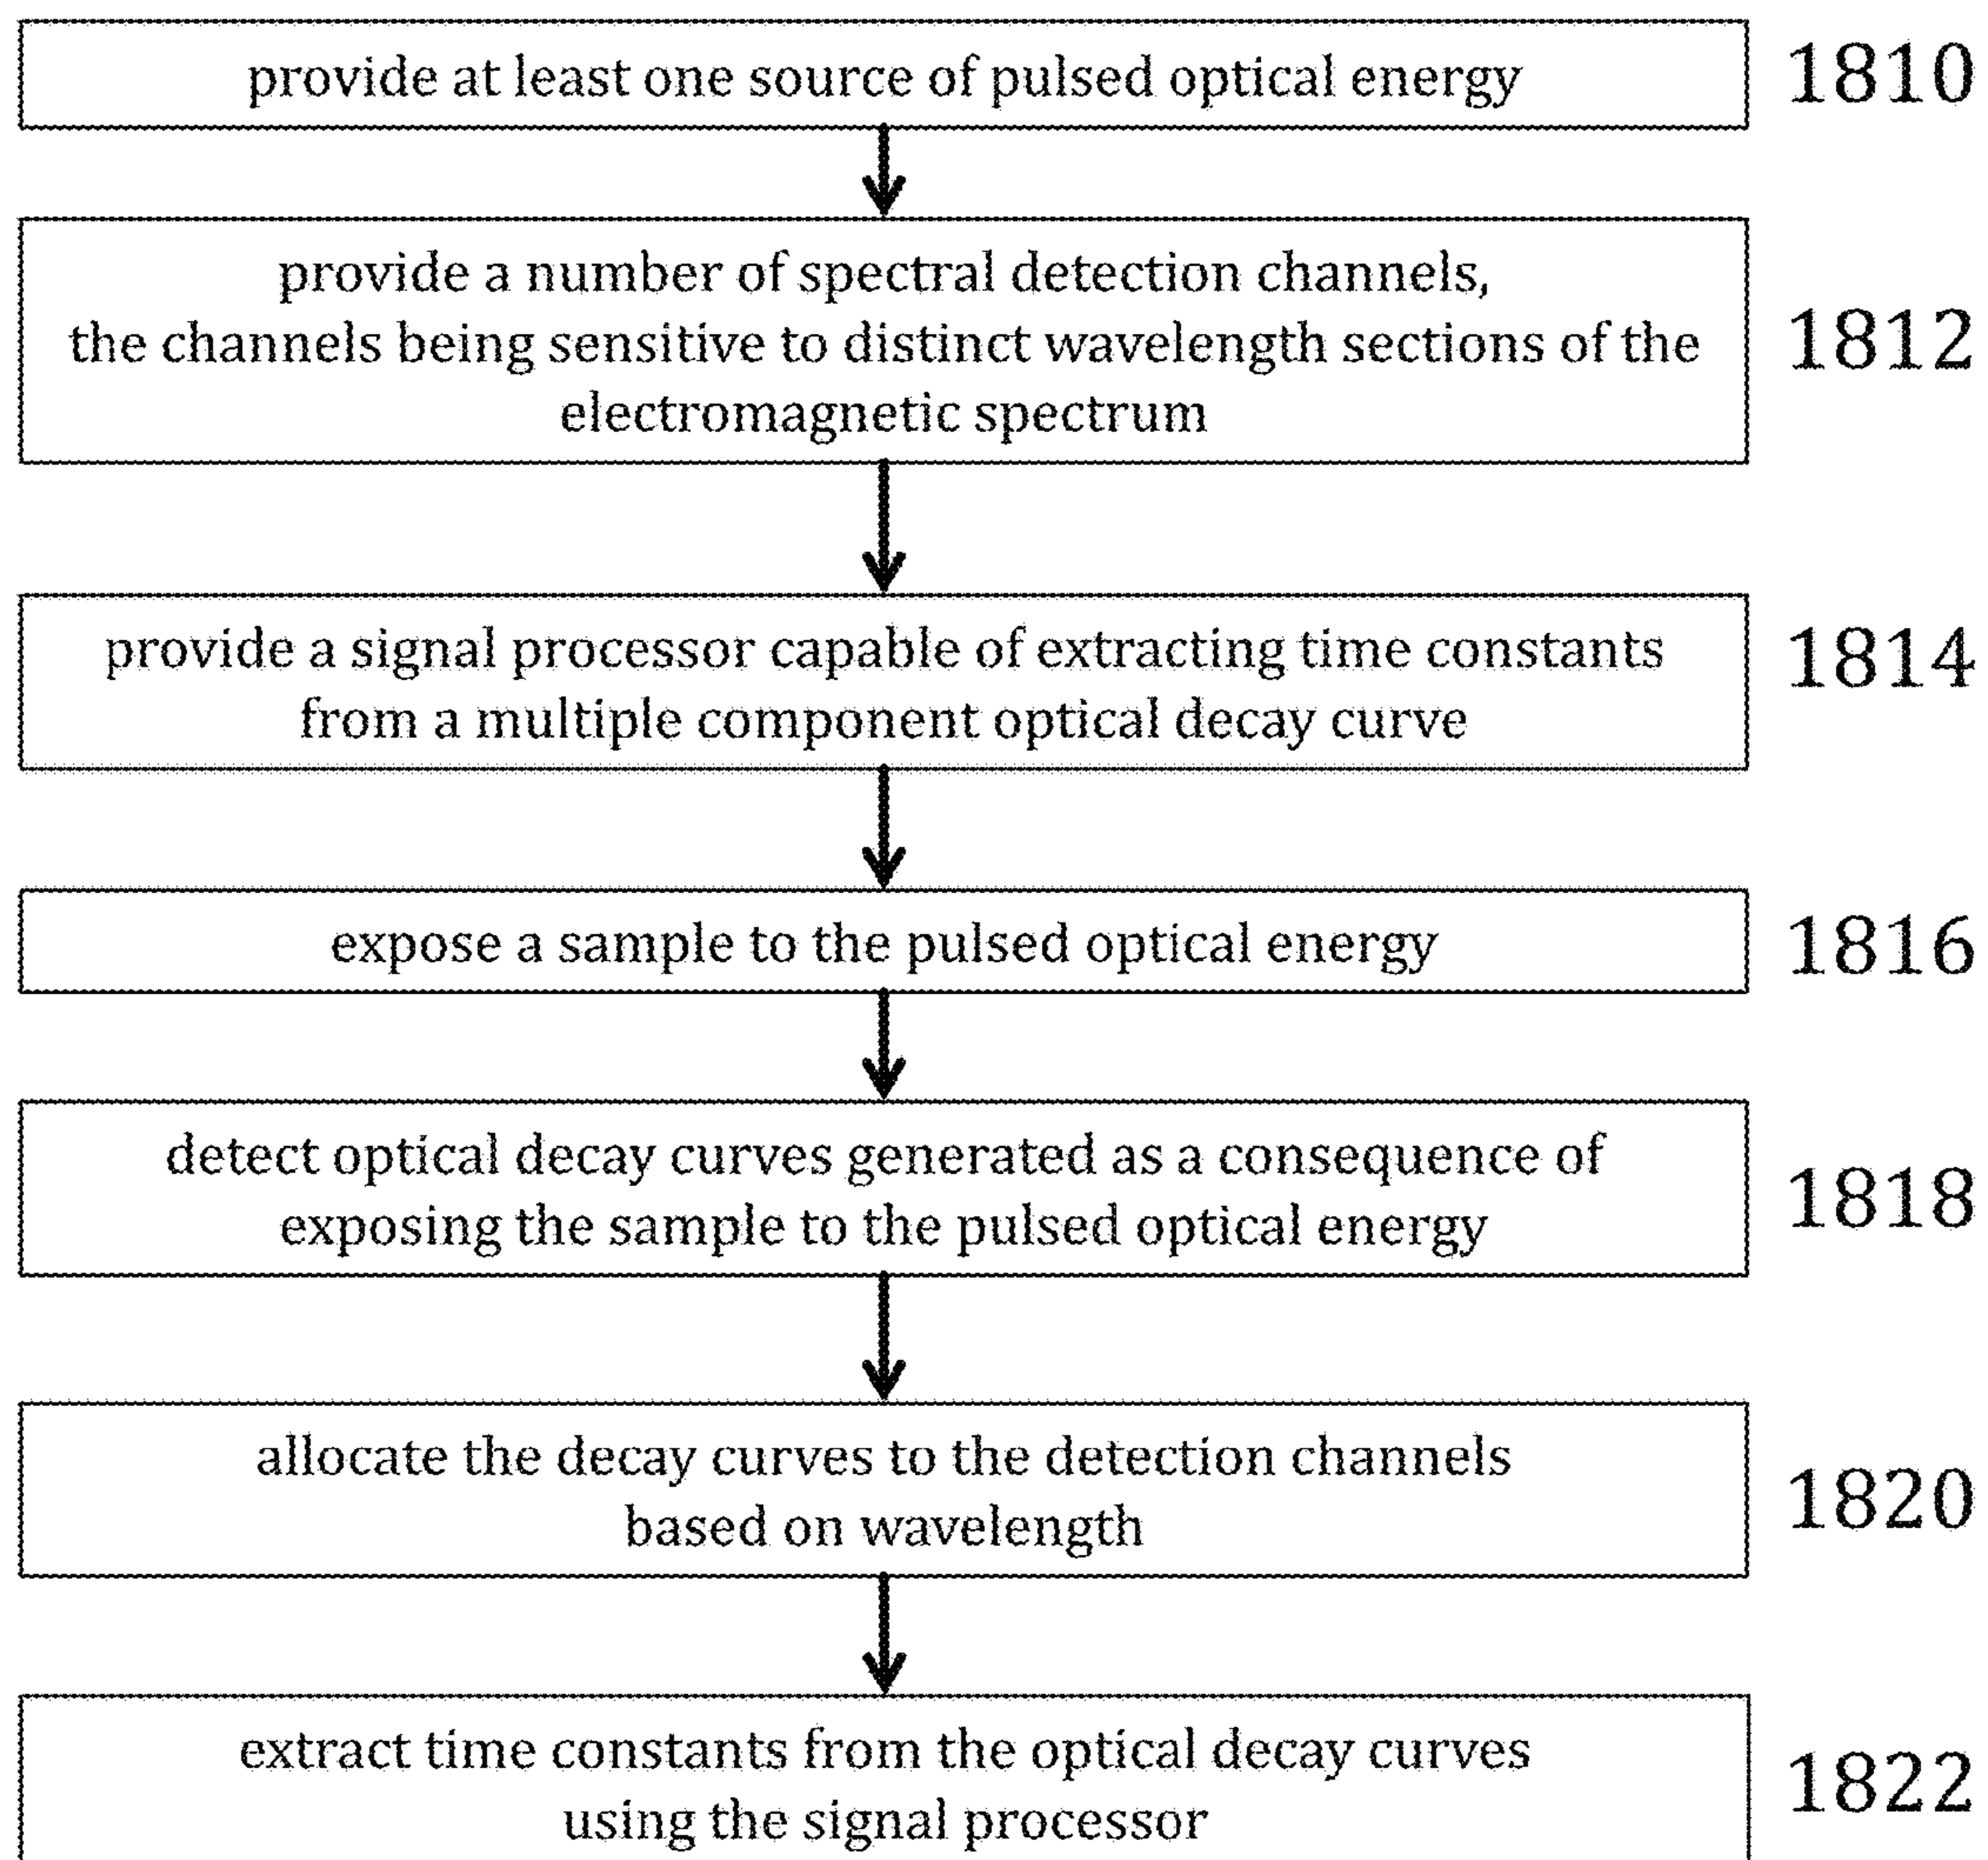 provide at least one source of pulsed optical energy
1810
provide a number of spectral detection channels,
the channels being sensitive to distinct wavelength sections of the
electromagnetic spectrum
1812
provide a signal processor capable of extracting time constants
from a multiple component optical decay curve
1814
expose a sample to the pulsed optical energy
1816
detect optical decay curves generated as a consequence of
exposing the sample to the pulsed optical energy
1818
allocate the decay curves to the detection channels
based on wavelength
1820
extract time constants from the optical decay curves
using the signal processor
1822